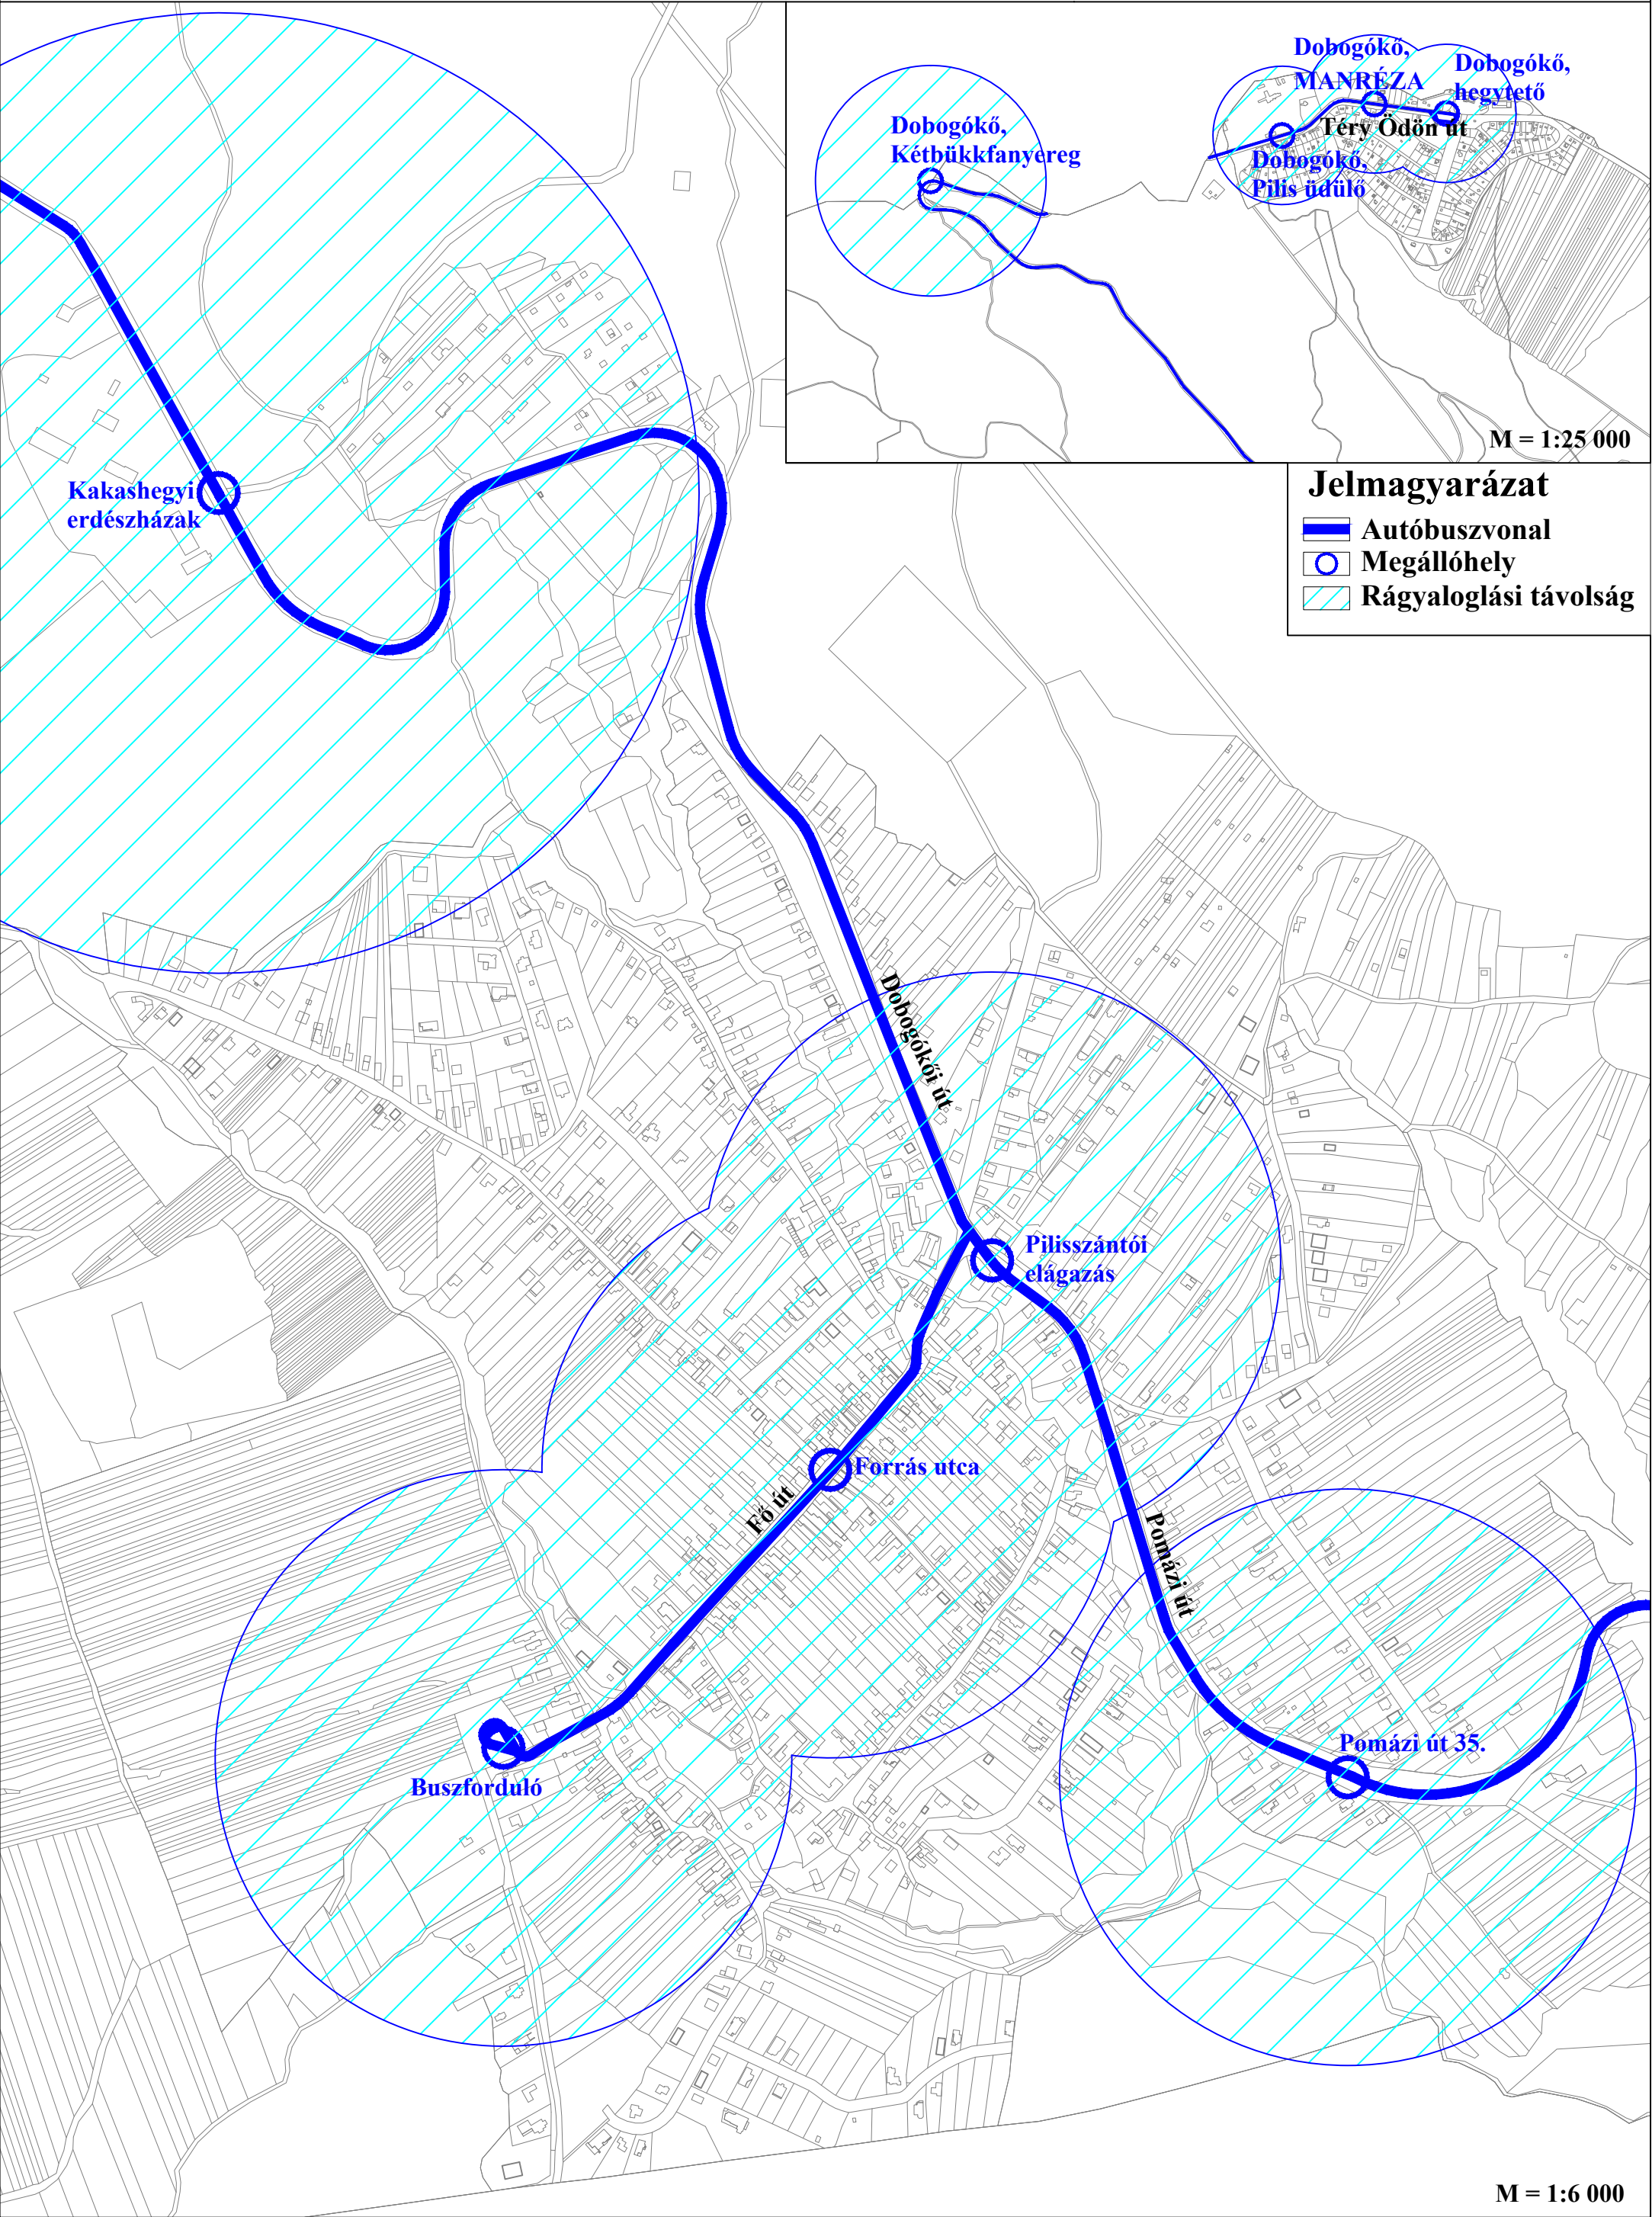 Dobogókő,
MANRÉZA
Dobogókő,
hegytető
Dobogókő,
Kétbükkfanyereg
Téry Ödön út
Dobogókő,
Pilis üdülő
M = 1:25 000
Jelmagyarázat
Autóbuszvonal
Megállóhely
Rágyaloglási távolság
Kakashegyi
erdészházak
Dobogókői út
Pilisszántói
elágazás
Forrás utca
Fő út
Pomázi út
Pomázi út 35.
Buszforduló
M = 1:6 000